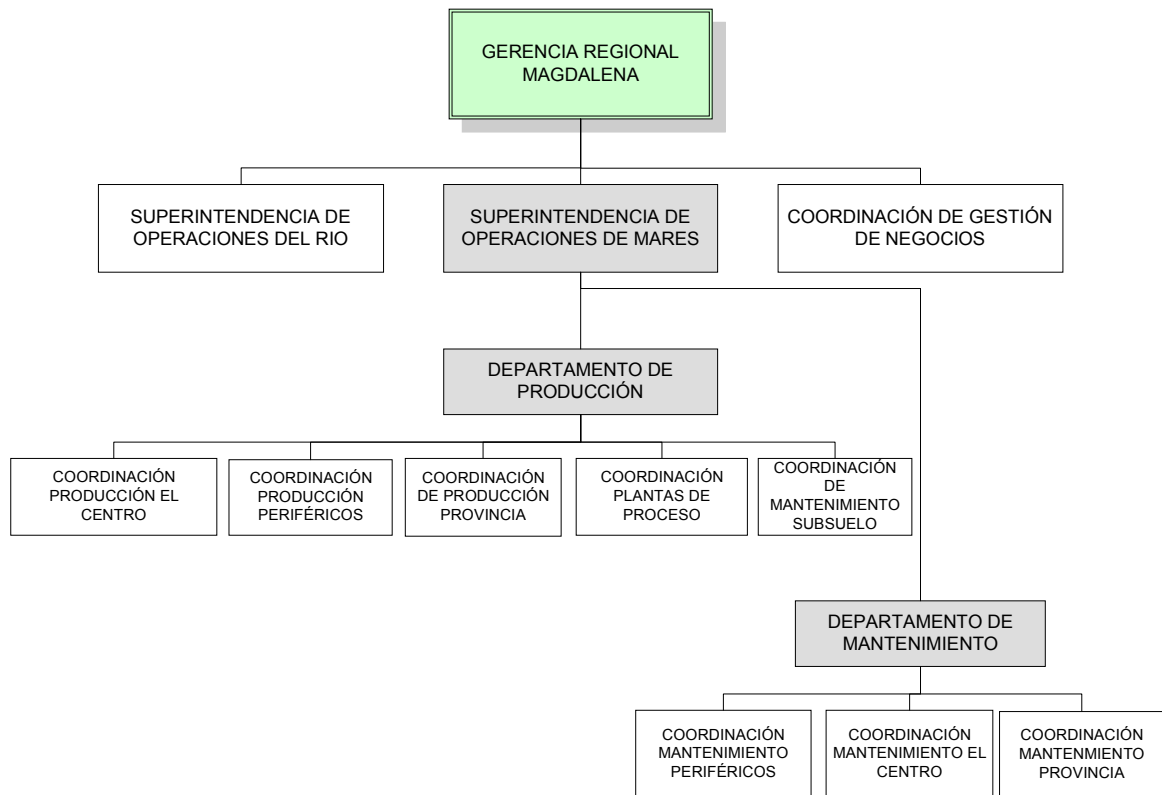 GERENCIA REGIONAL
MAGDALENA
SUPERINTENDENCIA DE
OPERACIONES DEL RIO
SUPERINTENDENCIA DE
OPERACIONES DE MARES
COORDINACIÓN DE GESTIÓN
DE NEGOCIOS
DEPARTAMENTO DE
PRODUCCIÓN
COORDINACIÓN
PRODUCCIÓN EL
CENTRO
COORDINACIÓN
PRODUCCIÓN
PERIFÉRICOS
COORDINACIÓN
DE PRODUCCIÓN
PROVINCIA
COORDINACIÓN
PLANTAS DE
PROCESO
COORDINACIÓN
DE
MANTENIMIENTO
SUBSUELO
DEPARTAMENTO DE
MANTENIMIENTO
COORDINACIÓN
MANTENIMIENTO
PERIFÉRICOS
COORDINACIÓN
MANTENIMIENTO EL
CENTRO
COORDINACIÓN
MANTENMIENTO
PROVINCIA